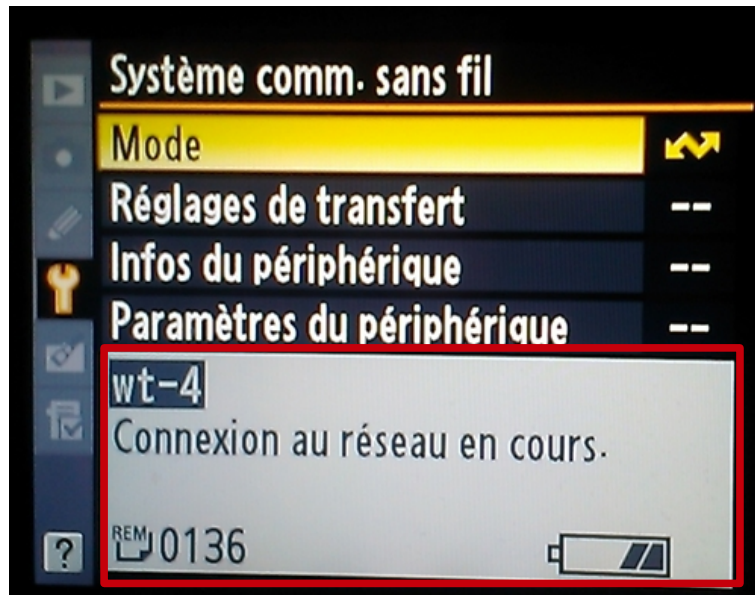 Système comm. sans fil
Mode
Réglages de transfert --
Infos du périphérique --
Paramètres du périphérique --
wt-4
Connexion au réseau en cours.
REM 0136
?